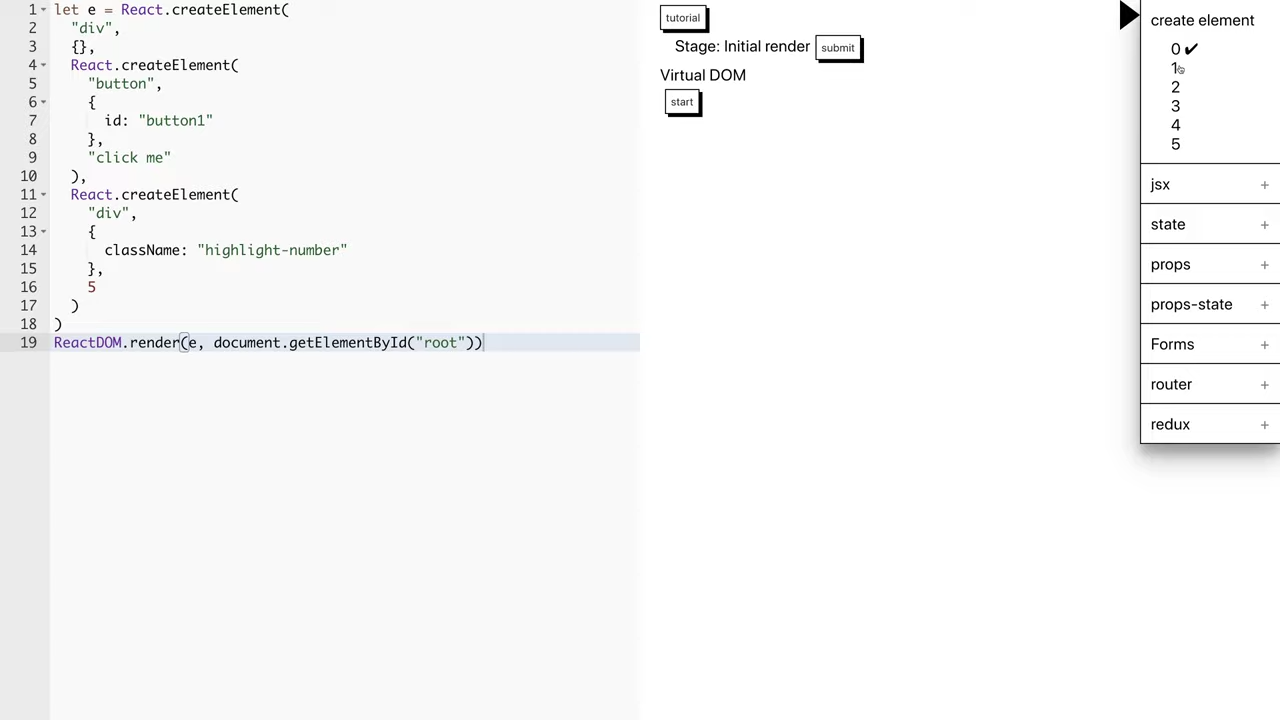 1 let e = React.createElement(
2 "div",
3 {},
4 React.createElement(
5 "button",
6 {
7 id: "button1"
8 },
9 "click me"
10 ),
11 React.createElement(
12 "div",
13 {
14 className: "highlight-number"
15 },
16 5
17 )
18 )
19 ReactDOM.render(e, document.getElementById("root"))
tutorial
Stage: Initial render submit
Virtual DOM
start
create element
0 ✔
1
2
3
4
5
jsx +
state +
props +
props-state +
Forms +
router +
redux +